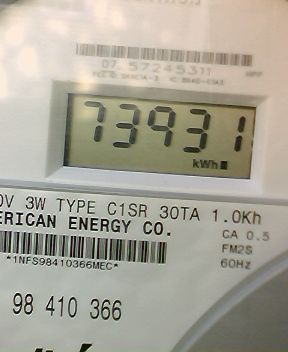 07 57245311
73931
kWh
0V 3W TYPE C1SR 30TA 1.0Kh
ERICAN ENERGY CO.
CA 0.5
FM2S
*1NFS98410366MEC*
60Hz
98 410 366